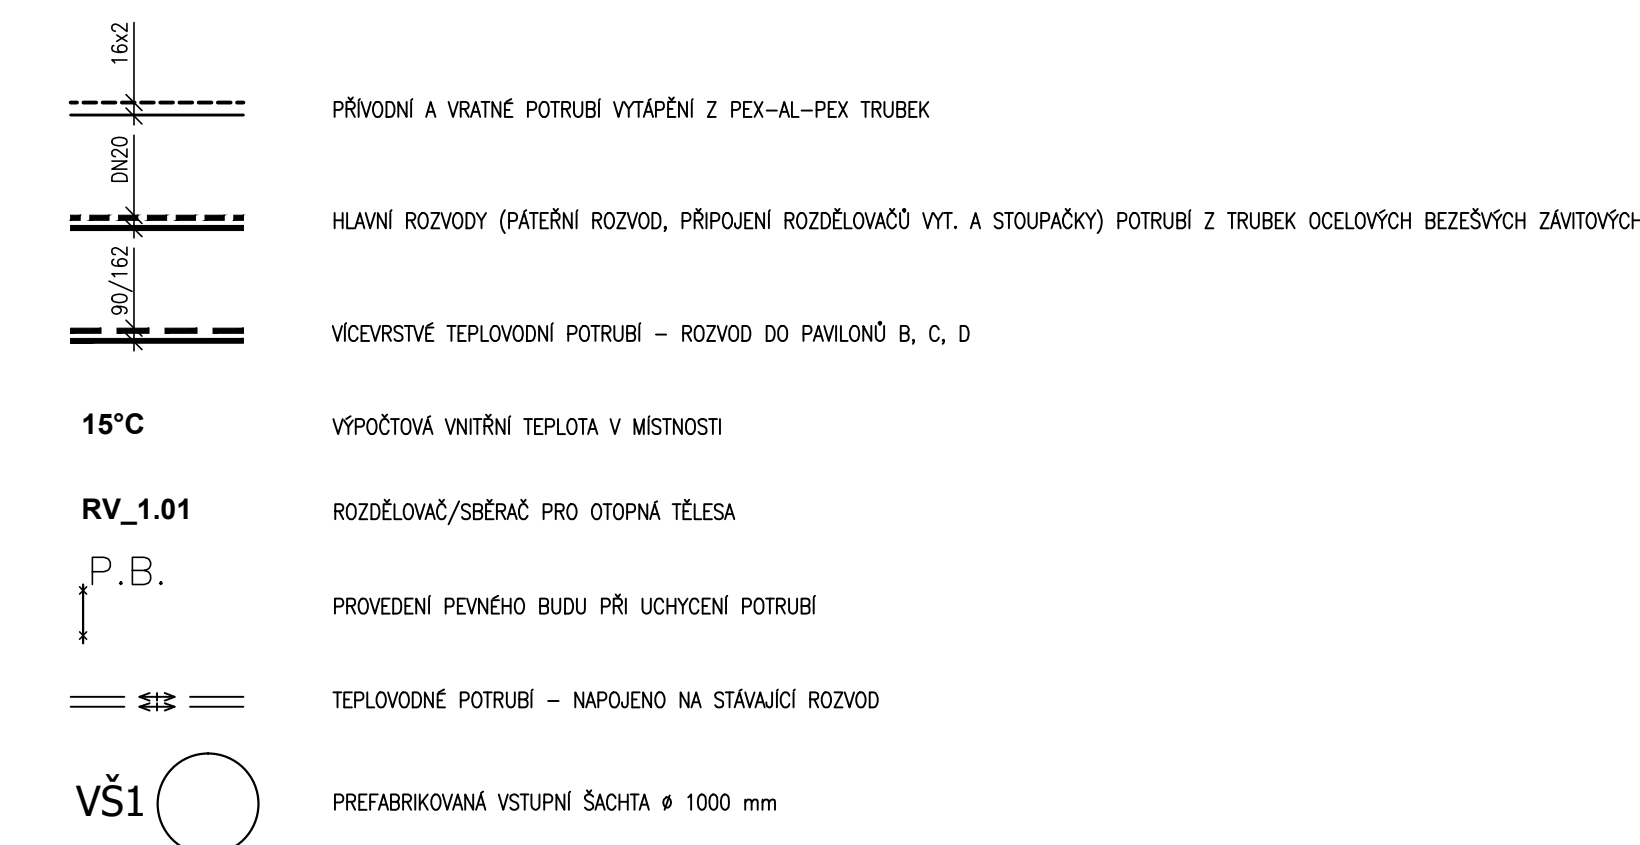 16x2
PŘÍVODNÍ A VRATNÉ POTRUBÍ VYTÁPĚNÍ Z PEX-AL-PEX TRUBEK
DN20
HLAVNÍ ROZVODY (PÁTEŘNÍ ROZVOD, PŘIPOJENÍ ROZDĚLOVAČŮ VYT. A STOUPAČKY) POTRUBÍ Z TRUBEK OCELOVÝCH BEZEŠVÝCH ZÁVITOVÝCH
90/162
VÍCEVRSTVÉ TEPLOVODNÍ POTRUBÍ - ROZVOD DO PAVILONŮ B, C, D
15°C VÝPOČTOVÁ VNITŘNÍ TEPLOTA V MÍSTNOSTI
RV_1.01 ROZDĚLOVAČ/SBĚRAČ PRO OTOPNÁ TĚLESA
P.B.
PROVEDENÍ PEVNÉHO BUDU PŘI UCHYCENÍ POTRUBÍ
TEPLOVODNÉ POTRUBÍ - NAPOJENO NA STÁVAJÍCÍ ROZVOD
VŠ1 PREFABRIKOVANÁ VSTUPNÍ ŠACHTA ø 1000 mm